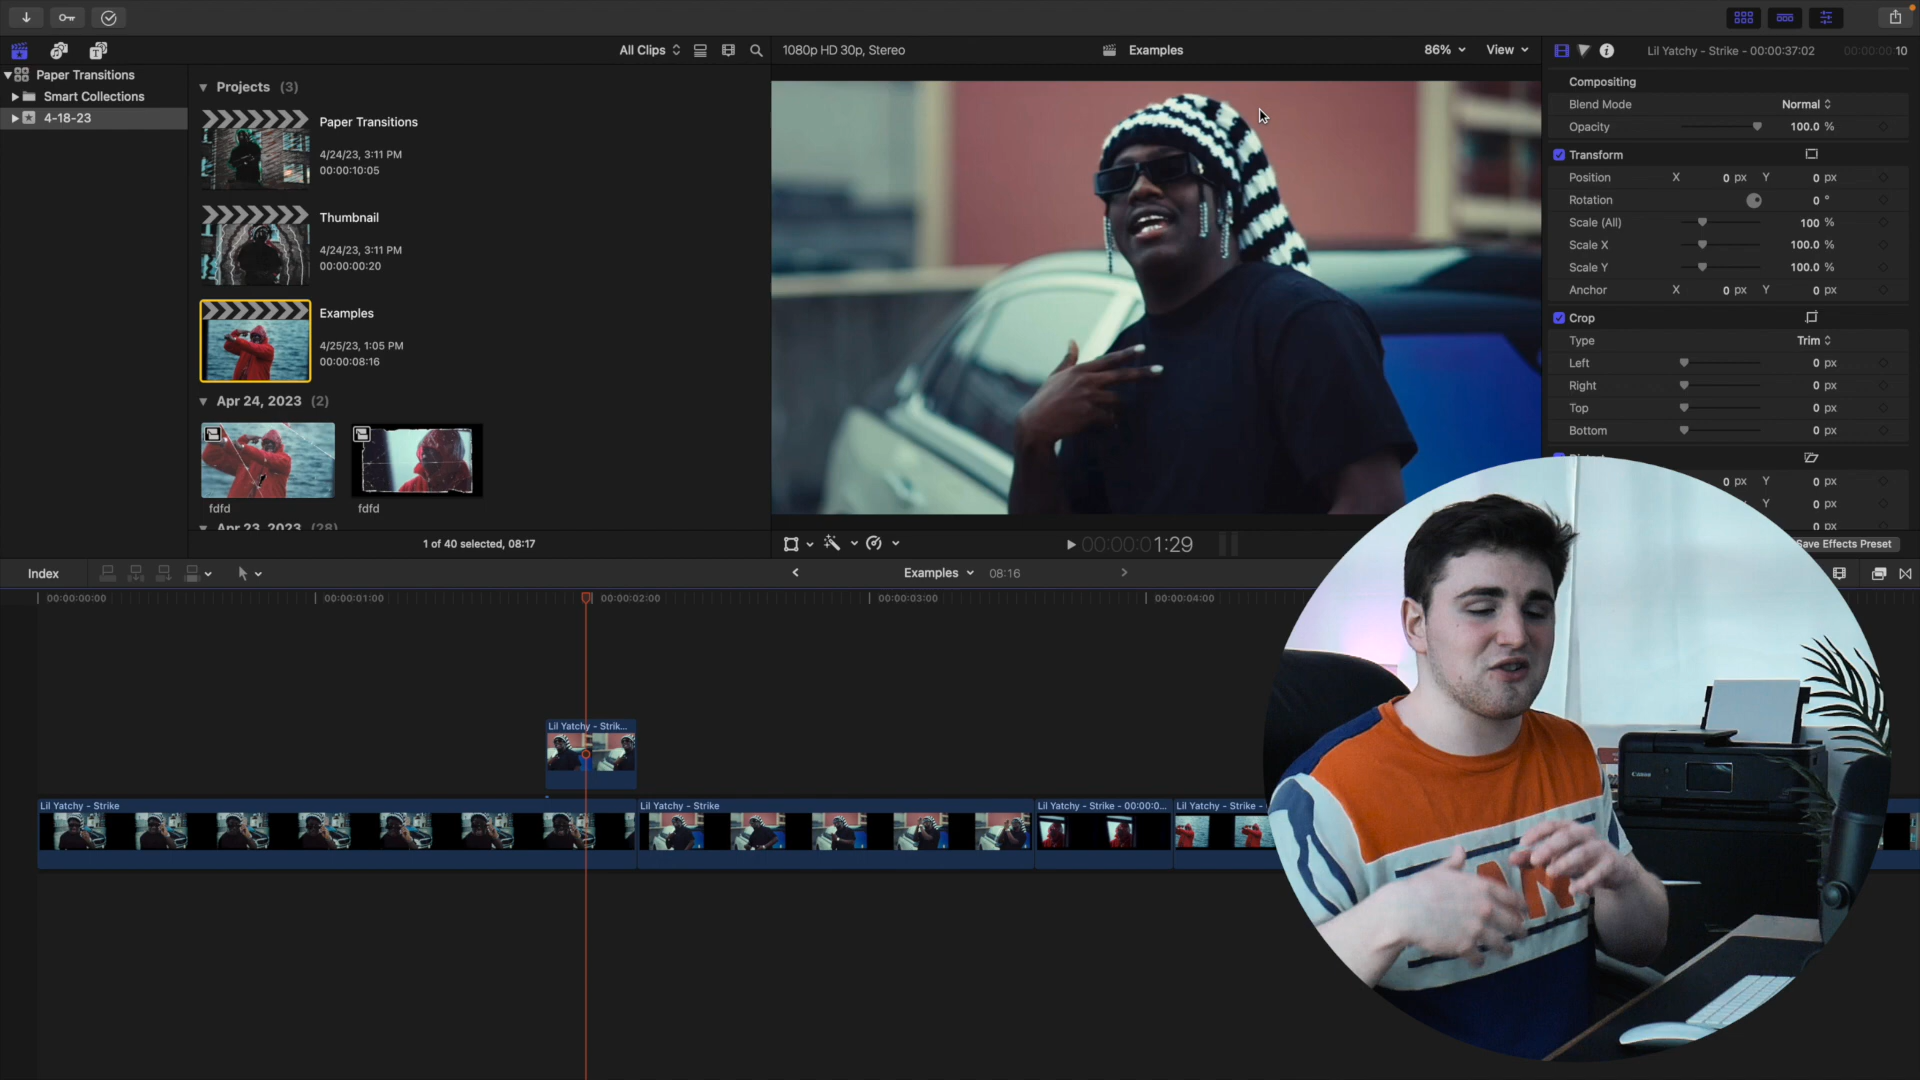 All Clips
1080p HD 30p, Stereo
Examples
86%
View
Lil Yatchy - Strike - 00:00:37:02
00:00:00:10
Paper Transitions
Smart Collections
4-18-23
Projects (3)
Paper Transitions
4/24/23, 3:11 PM
00:00:10:05
Thumbnail
4/24/23, 3:11 PM
00:00:00:20
Examples
4/25/23, 1:05 PM
00:00:08:16
Apr 24, 2023 (2)
fdfd
fdfd
Apr 23, 2023 (28)
1 of 40 selected, 08:17
Compositing
Blend Mode Normal
Opacity 100.0 %
Transform
Position X 0 px Y 0 px
Rotation 0 °
Scale (All) 100 %
Scale X 100.0 %
Scale Y 100.0 %
Anchor X 0 px Y 0 px
Crop
Type Trim
Left 0 px
Right 0 px
Top 0 px
Bottom 0 px
0 px Y 0 px
Y 0 px
0 px
00:00:01:29
Save Effects Preset
Index
Examples
08:16
00:00:00:00
00:00:01:00
00:00:02:00
00:00:03:00
00:00:04:00
Lil Yatchy - Strik...
Lil Yatchy - Strike
Lil Yatchy - Strike
Lil Yatchy - Strike - 00:00:0...
Lil Yatchy - Strike -
Canon